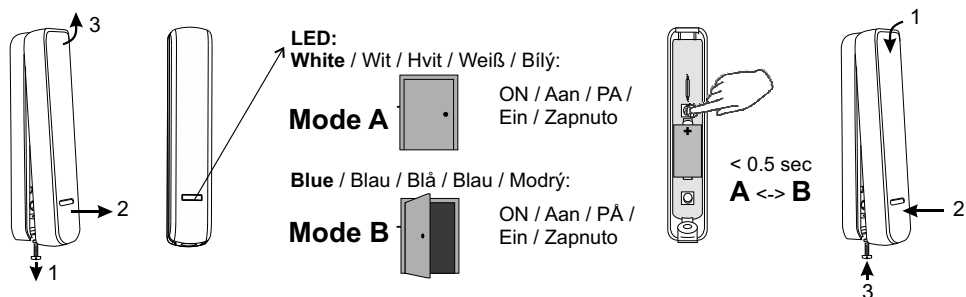 3
2
1
LED:
White / Wit / Hvit / Weiß / Bílý:
Mode A
ON / Aan / PA /
Ein / Zapnuto
Blue / Blau / Blå / Blau / Modrý:
Mode B
ON / Aan / PÅ /
Ein / Zapnuto
+
< 0.5 sec
A <-> B
1
2
3